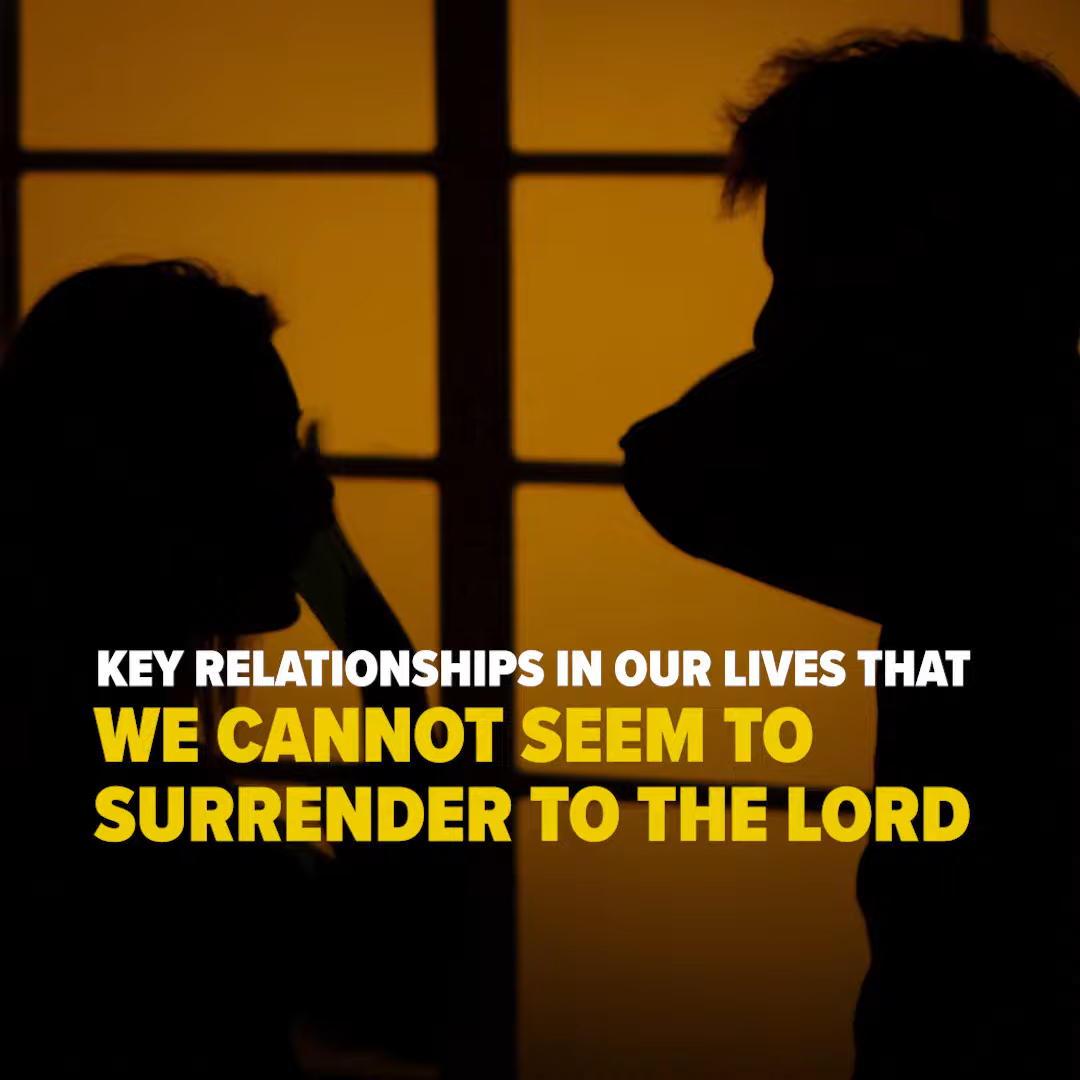 KEY RELATIONSHIPS IN OUR LIVES THAT
WE CANNOT SEEM TO
SURRENDER TO THE LORD